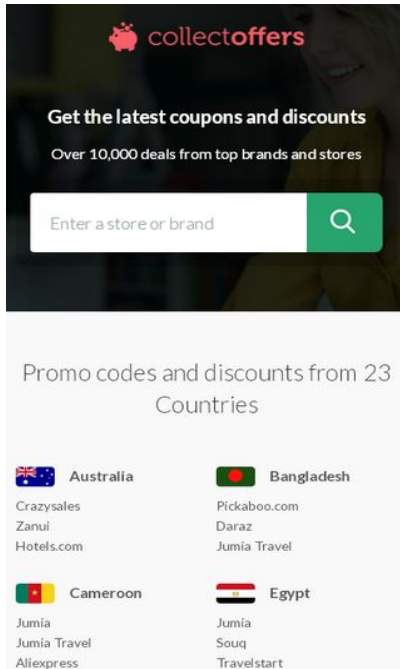 collectoffers
Get the latest coupons and discounts
Over 10,000 deals from top brands and stores
Enter a store or brand
Promo codes and discounts from 23
Countries
Australia
Crazysales
Zanui
Hotels.com
Bangladesh
Pickaboo.com
Daraz
Jumia Travel
Cameroon
Jumia
Jumia Travel
Aliexpress
Egypt
Jumia
Souq
Travelstart